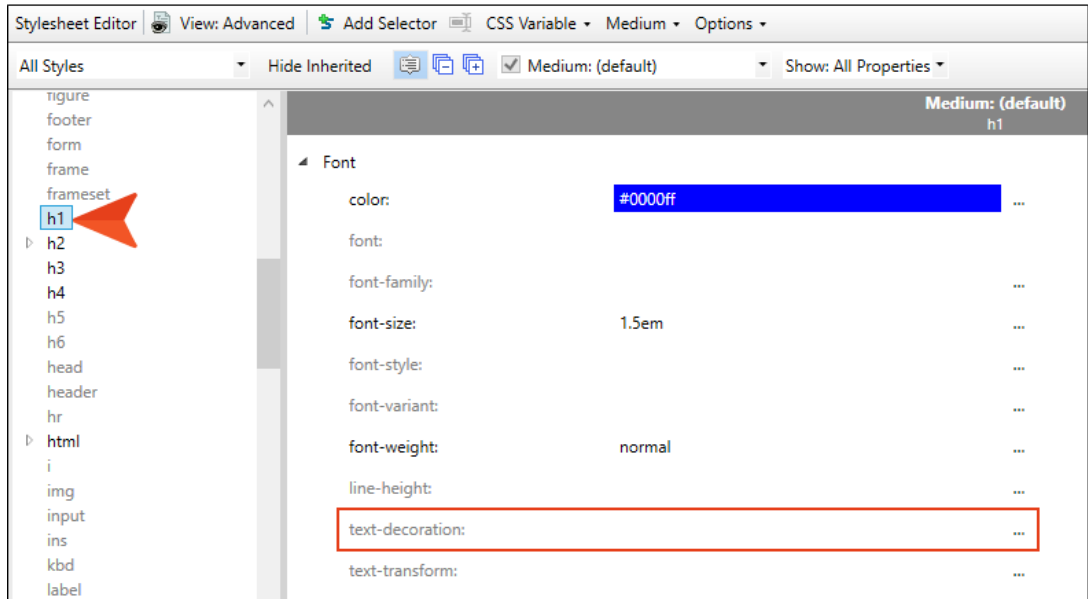 Stylesheet Editor View: Advanced Add Selector CSS Variable Medium Options
All Styles Hide Inherited Medium: (default) Show: All Properties
figure
footer
form
frame
frameset
h1
h2
h3
h4
h5
h6
head
header
hr
html
i
img
input
ins
kbd
label
Medium: (default)
h1
Font
color: #0000ff ...
font:
font-family: ...
font-size: 1.5em ...
font-style: ...
font-variant: ...
font-weight: normal ...
line-height: ...
text-decoration: ...
text-transform: ...